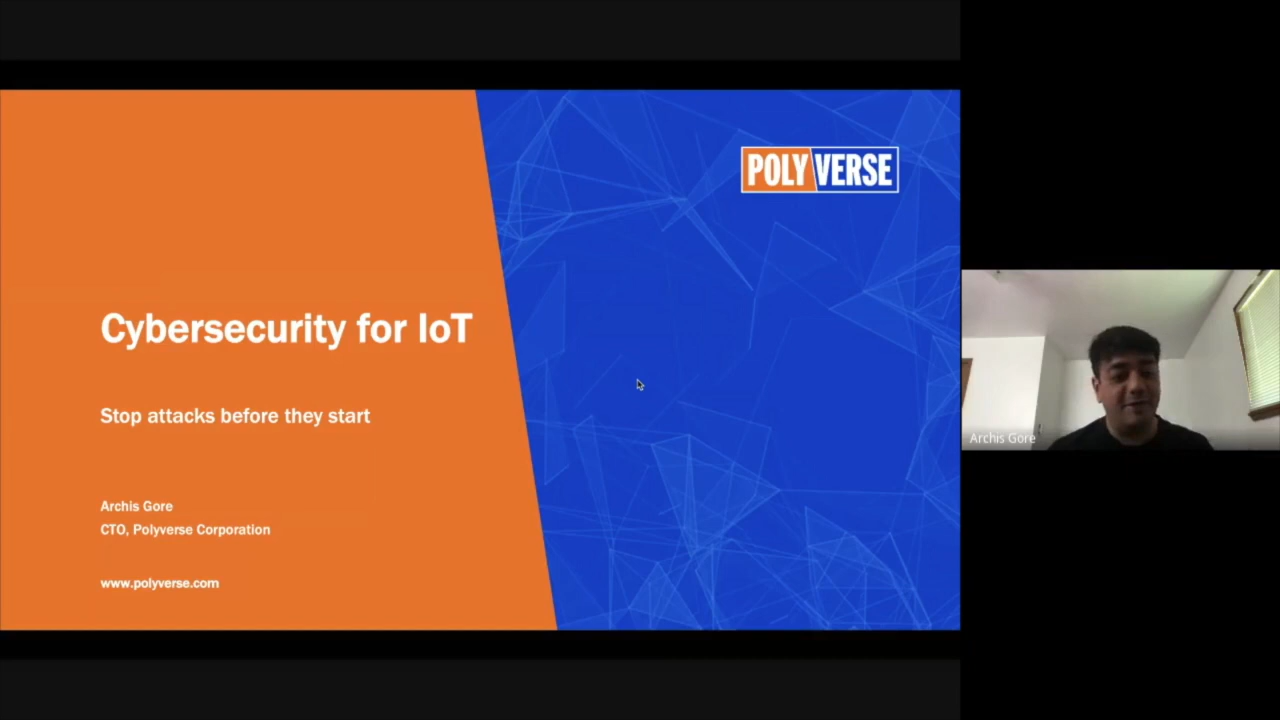 POLYVERSE
Cybersecurity for IoT
Stop attacks before they start
Archis Gore
CTO, Polyverse Corporation
www.polyverse.com
Archis Gore